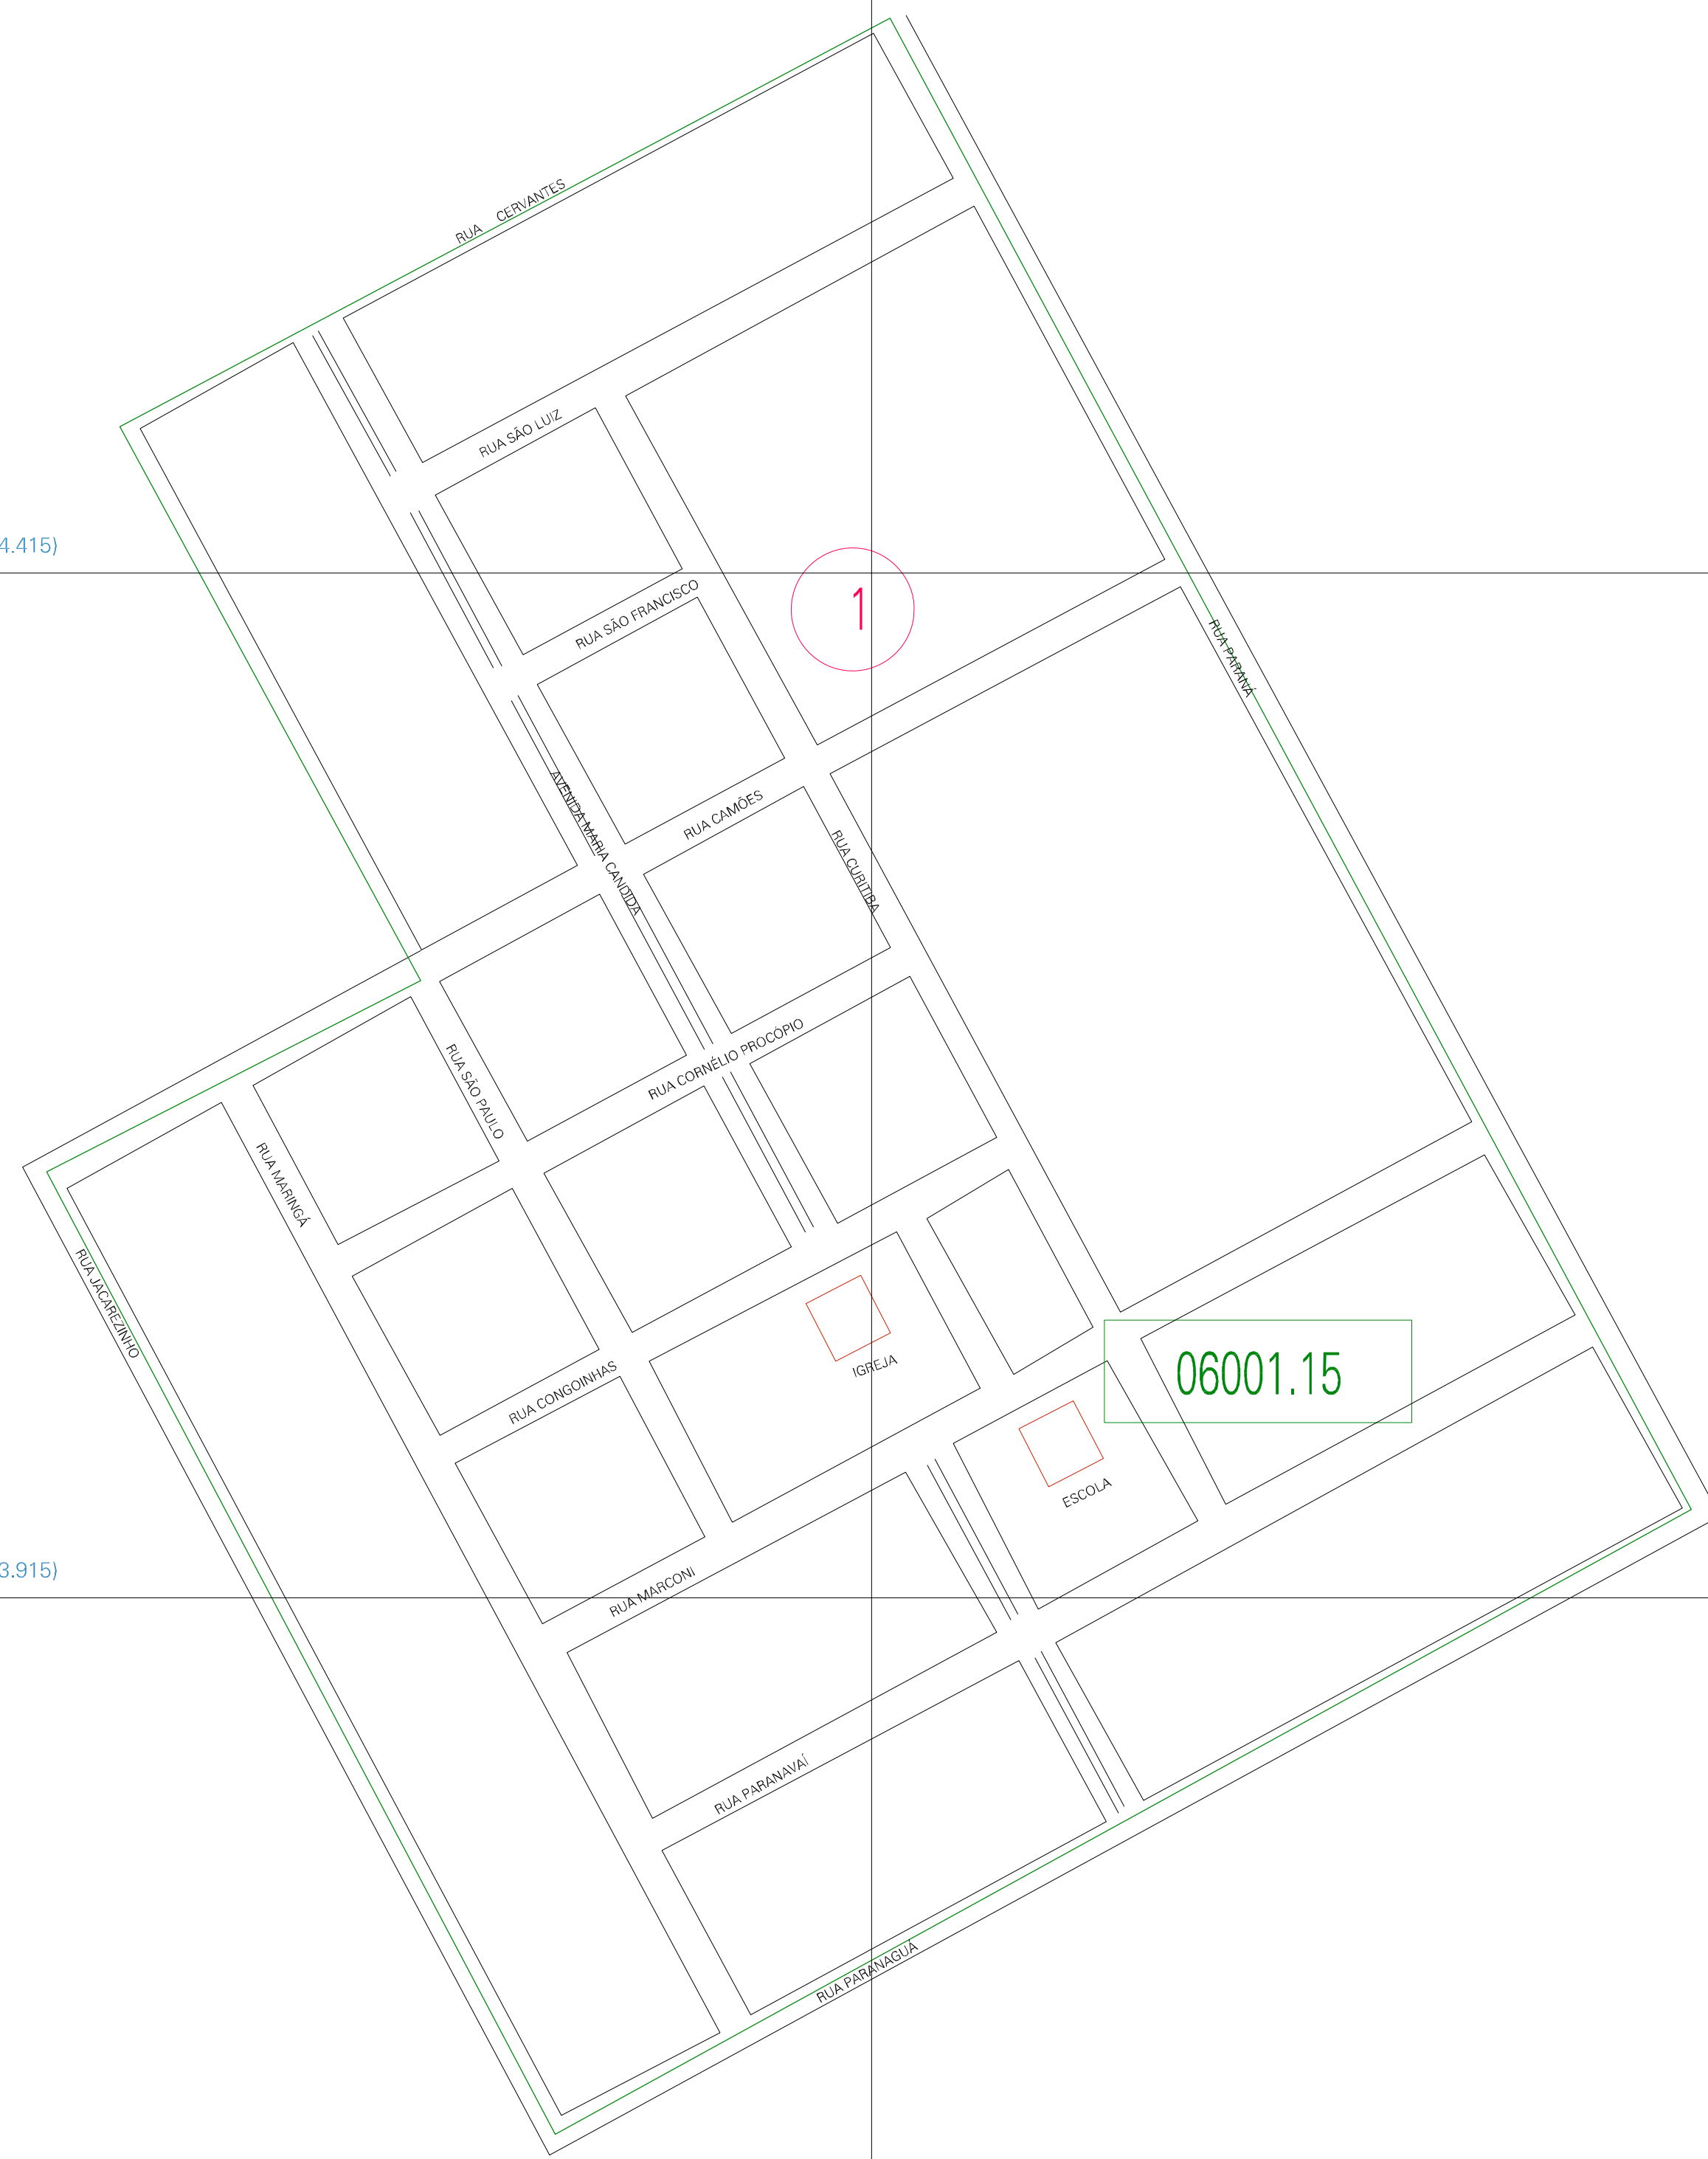 RUA CERVANTES
RUA SÃO LUIZ
4.415)
RUA SÃO FRANCISCO
1
RUA PARANÁ
AVENIDA MARIA CANDIDA
RUA CAMÕES
RUA CURITIBA
RUA CORNÉLIO PROCÓPIO
RUA SÃO PAULO
RUA MARINGÁ
RUA JACAREZINHO
RUA CONGOINHAS
IGREJA
06001.15
ESCOLA
3.915)
RUA MARCONI
RUA PARANAVAÍ
RUA PARANAGUÁ